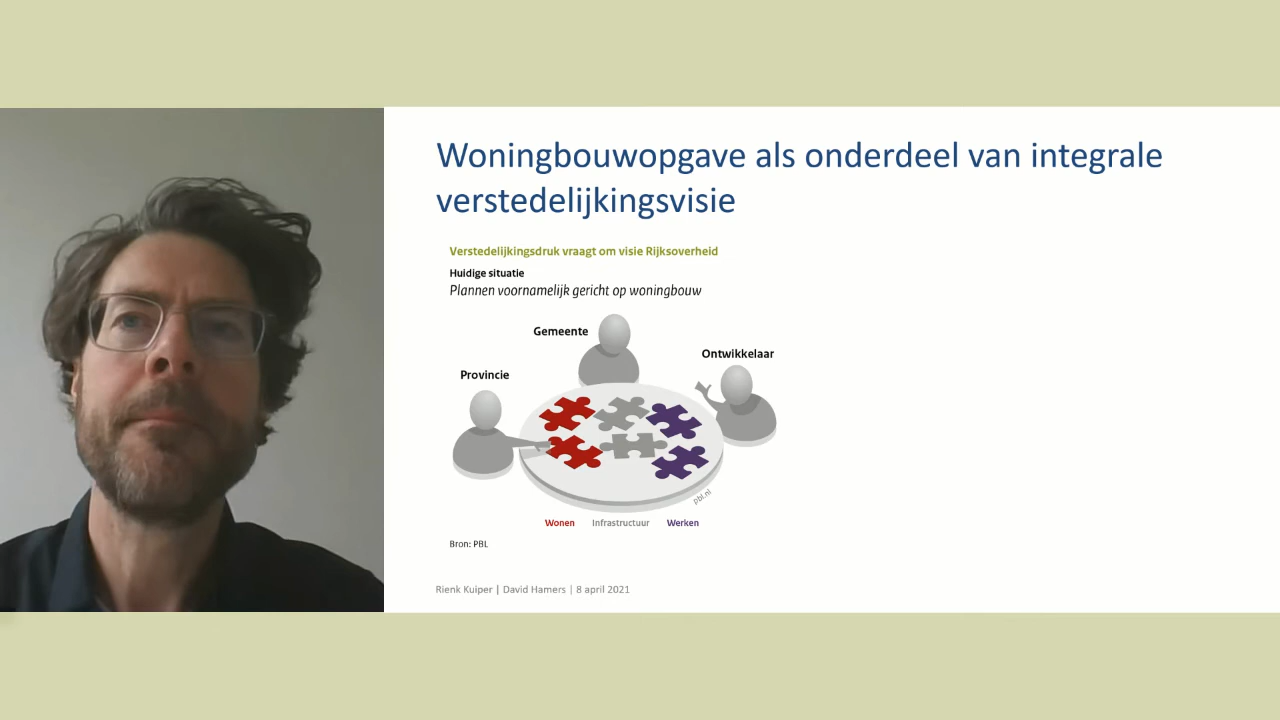 Woningbouwopgave als onderdeel van integrale
verstedelijkingsvisie
Verstedelijkingsdruk vraagt om visie Rijksoverheid
Huidige situatie
Plannen voornamelijk gericht op woningbouw
Gemeente
Ontwikkelaar
Provincie
pbl.nl
Wonen Infrastructuur Werken
Bron: PBL
Rienk Kuiper | David Hamers | 8 april 2021